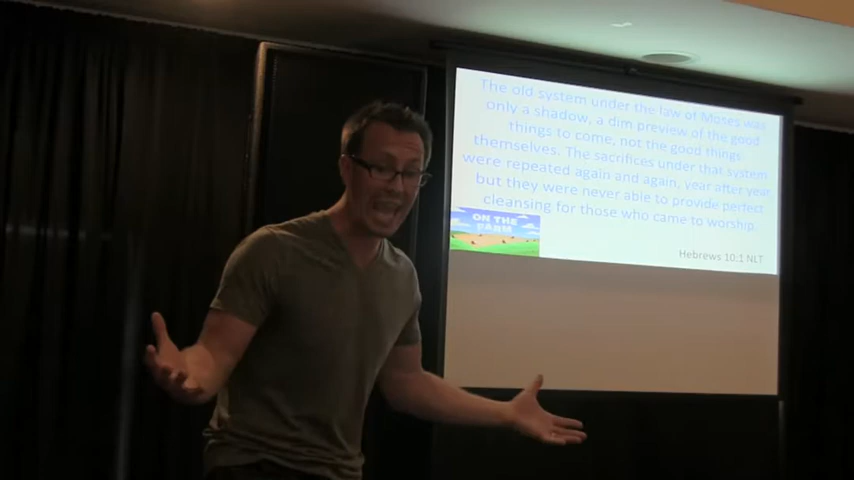 The old system under the law of Moses was
only a shadow, a dim preview of the good
things to come, not the good things
themselves. The sacrifices under that system
were repeated again and again, year after year
but they were never able to provide perfect
cleansing for those who came to worship.
ON THE
FARM
Hebrews 10:1 NLT